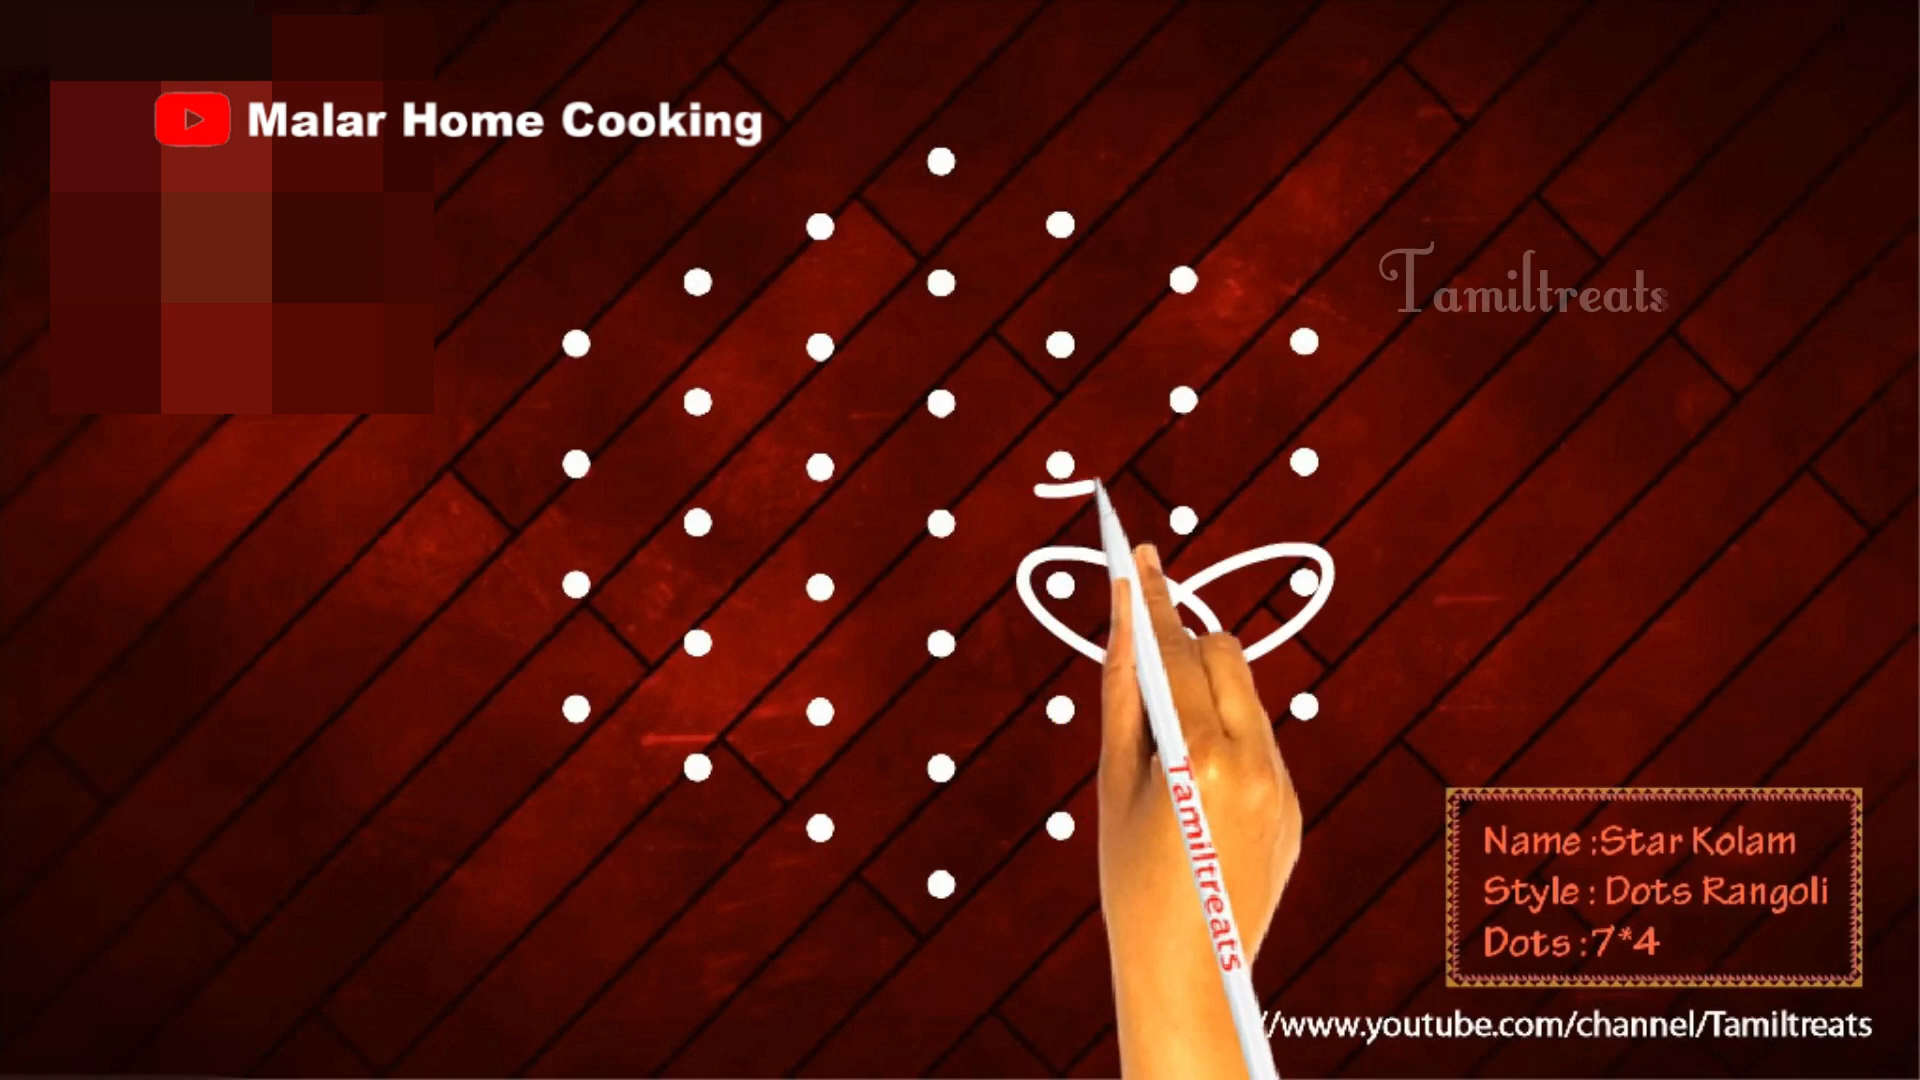 Malar Home Cooking
Tamiltreats
Tamiltreats
Name :Star Kolam
Style : Dots Rangoli
Dots :7*4
//www.youtube.com/channel/Tamiltreats